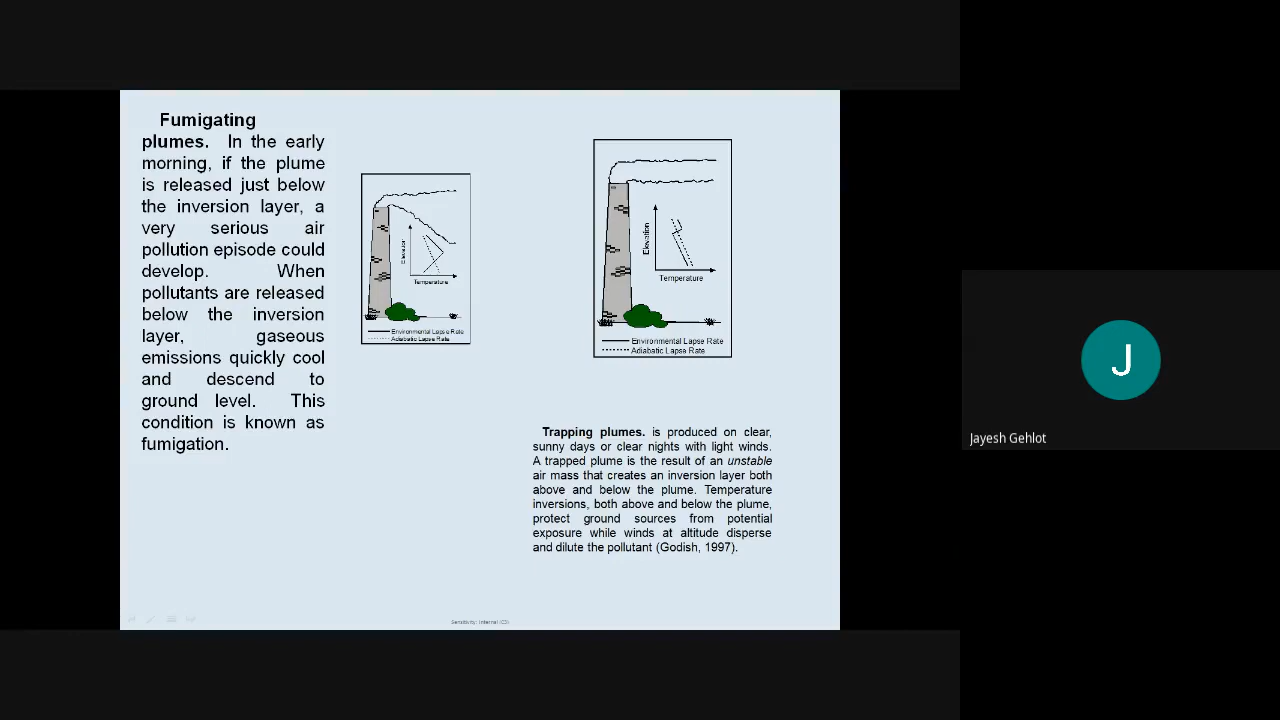 Fumigating
plumes. In the early
morning, if the plume
is released just below
the inversion layer, a
very serious air
pollution episode could
develop. When
pollutants are released
below the inversion
layer, gaseous
emissions quickly cool
and descend to
ground level. This
condition is known as
fumigation.
Elevation
Temperature
Environmental Lapse Rate
Adiabatic Lapse Rate
Elevation
Temperature
Environmental Lapse Rate
Adiabatic Lapse Rate
Trapping plumes. is produced on clear,
sunny days or clear nights with light winds.
A trapped plume is the result of an unstable
air mass that creates an inversion layer both
above and below the plume. Temperature
inversions, both above and below the plume,
protect ground sources from potential
exposure while winds at altitude disperse
and dilute the pollutant (Godish, 1997).
Sensitivity: Internal (C3)
J
Jayesh Gehlot